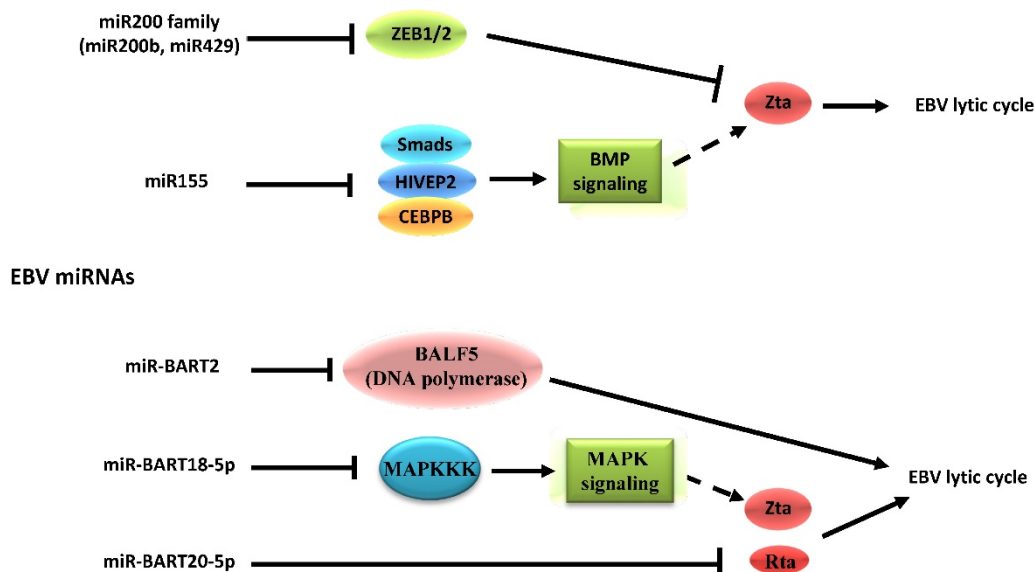 miR200 family
(miR200b, miR429)
ZEB1/2
Zta
EBV lytic cycle
Smads
miR155
HIVEP2
CEBPB
BMP
signaling
EBV miRNAs
miR-BART2
BALF5
(DNA polymerase)
miR-BART18-5p
MAPKKK
MAPK
signaling
EBV lytic cycle
Zta
miR-BART20-5p
Rta